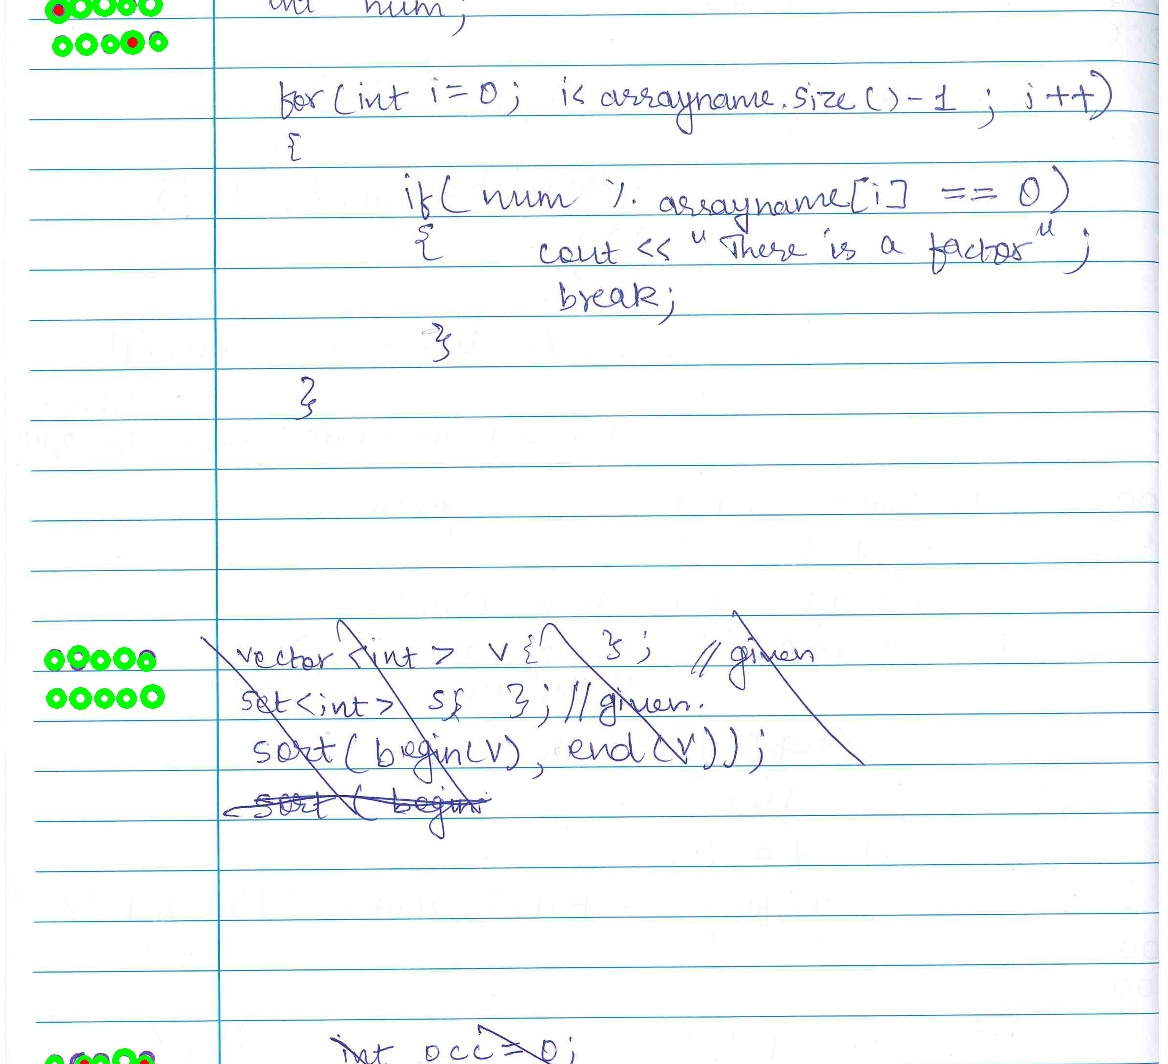 int num;
for (int i=0; i< arrayname.size()-1; i++)
{
if( num % arrayname[i] == 0)
{ cout << "There is a factor";
break;
}
}
vector <int> v{ }; // given
set<int> s{ }; // given.
sort( begin(v), end(v));
sort ( begin
int occ=0;